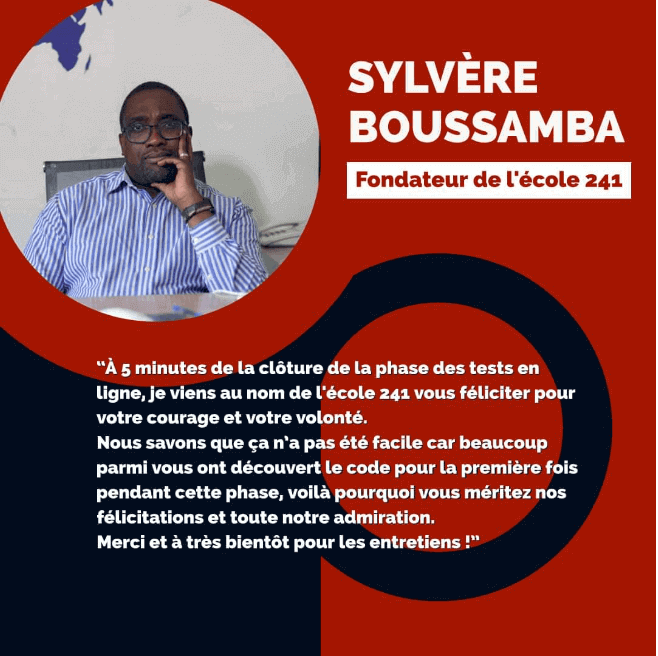 SYLVÈRE
BOUSSAMBA
Fondateur de l'école 241
“À 5 minutes de la clôture de la phase des tests en
ligne, je viens au nom de l'école 241 vous féliciter pour
votre courage et votre volonté.
Nous savons que ça n’a pas été facile car beaucoup
parmi vous ont découvert le code pour la première fois
pendant cette phase, voilà pourquoi vous méritez nos
félicitations et toute notre admiration.
Merci et à très bientôt pour les entretiens !”